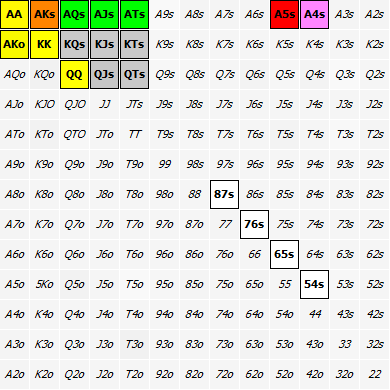 AA AKs AQs AJs ATs A9s A8s A7s A6s A5s A4s A3s A2s
AKo KK KQs KJs KTs K9s K8s K7s K6s K5s K4s K3s K2s
AQo KQo QQ QJs QTs Q9s Q8s Q7s Q6s Q5s Q4s Q3s Q2s
AJo KJO QJO JJ JTs J9s J8s J7s J6s J5s J4s J3s J2s
ATo KTo QTO JTo TT T9s T8s T7s T6s T5s T4s T3s T2s
A9o K9o Q9o J9o T9o 99 98s 97s 96s 95s 94s 93s 92s
A8o K8o Q8o J8o T8o 98o 88 87s 86s 85s 84s 83s 82s
A7o K7o Q7o J7o T7o 97o 87o 77 76s 75s 74s 73s 72s
A6o K6o Q6o J6o T6o 96o 86o 76o 66 65s 64s 63s 62s
A5o 5Ko Q5o J5o T5o 95o 85o 75o 65o 55 54s 53s 52s
A4o K4o Q4o J4o T4o 94o 84o 74o 64o 54o 44 43s 42s
A3o K3o Q3o J3o T3o 93o 83o 73o 63o 53o 43o 33 32s
A2o K2o Q2o J2o T2o 92o 82o 72o 62o 52o 42o 32o 22